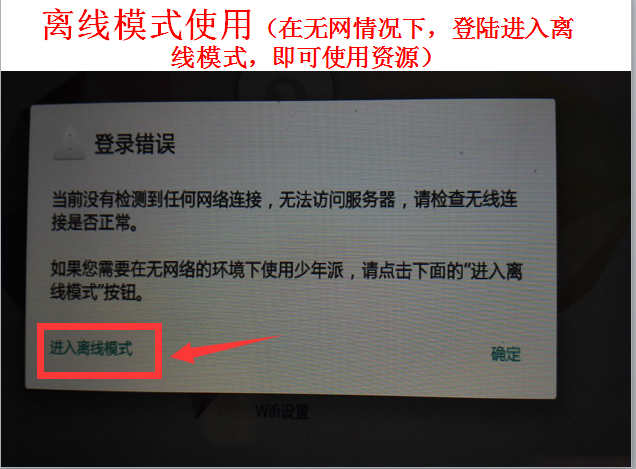 离线模式使用（在无网情况下，登陆进入离
线模式，即可使用资源）
登录错误
当前没有检测到任何网络连接，无法访问服务器，请检查无线连
接是否正常。
如果您需要在无网络的环境下使用少年派，请点击下面的“进入离
线模式”按钮。
进入离线模式
确定
Wifi设置